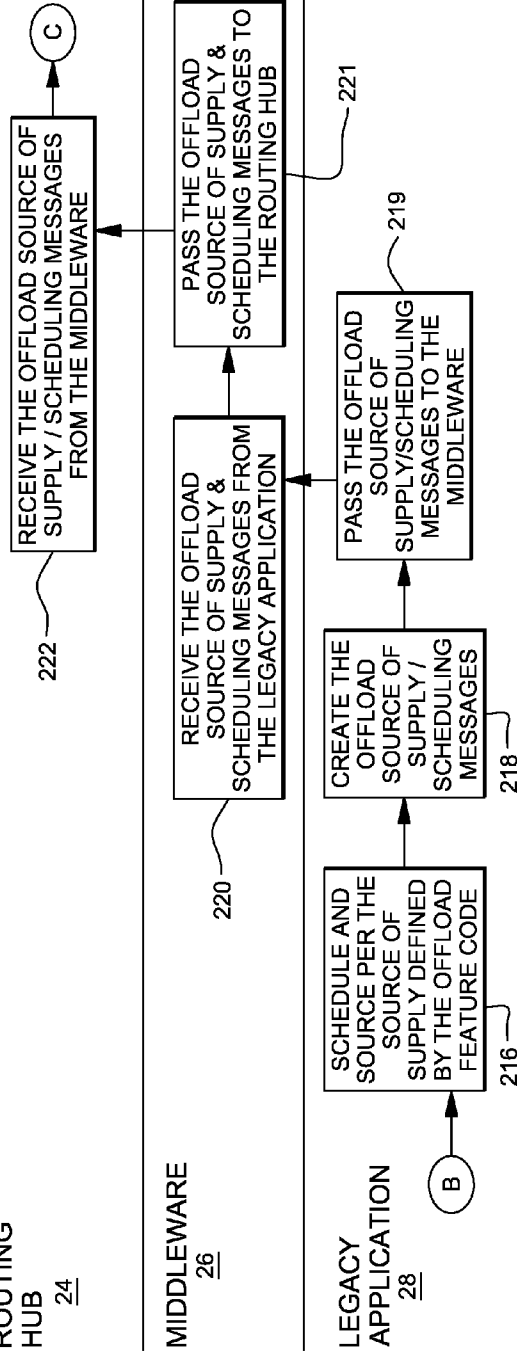 ROUTING
HUB
24
RECEIVE THE OFFLOAD SOURCE OF
SUPPLY / SCHEDULING MESSAGES
FROM THE MIDDLEWARE
222
C
MIDDLEWARE
26
RECEIVE THE OFFLOAD
SOURCE OF SUPPLY &
SCHEDULING MESSAGES FROM
THE LEGACY APPLICATION
220
PASS THE OFFLOAD
SOURCE OF SUPPLY &
SCHEDULING MESSAGES TO
THE ROUTING HUB
221
LEGACY
APPLICATION
28
B
SCHEDULE AND
SOURCE PER THE
SOURCE OF
SUPPLY DEFINED
BY THE OFFLOAD
FEATURE CODE
216
CREATE THE
OFFLOAD
SOURCE OF
SUPPLY /
SCHEDULING
MESSAGES
218
PASS THE OFFLOAD
SOURCE OF
SUPPLY/SCHEDULING
MESSAGES TO THE
MIDDLEWARE
219